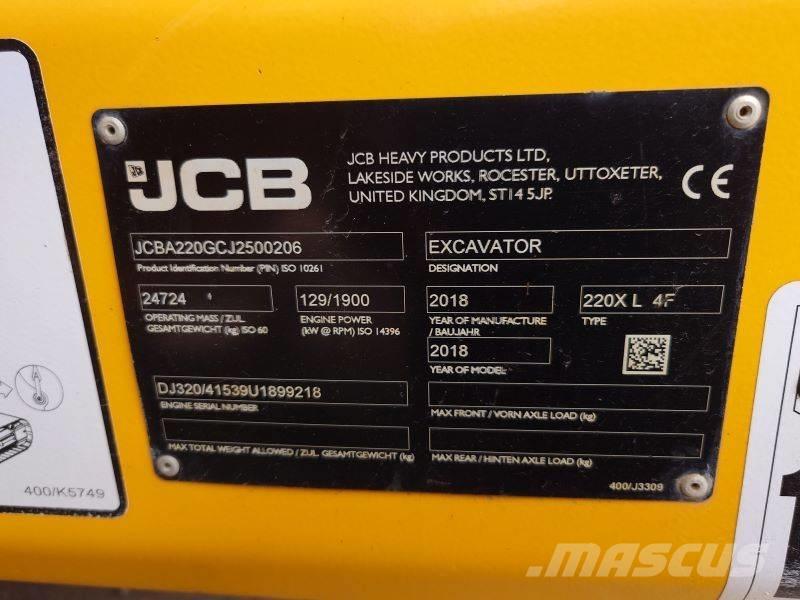 JCB
JCB HEAVY PRODUCTS LTD,
LAKESIDE WORKS, ROCESTER, UTTOXETER,
UNITED KINGDOM, ST14 5JP.
CE
JCBA220GCJ2500206
Product Identification Number (PIN) ISO 10261
EXCAVATOR
DESIGNATION
24724
OPERATING MASS / ZUL
GESAMTGEWICHT (kg) ISO 60
129/1900
ENGINE POWER
(kW @ RPM) ISO 14396
2018
YEAR OF MANUFACTURE
/ BAUJAHR
220X L 4F
TYPE
2018
YEAR OF MODEL
DJ320/41539U1899218
ENGINE SERIAL NUMBER
MAX FRONT / VORN AXLE LOAD (kg)
MAX TOTAL WEIGHT ALLOWED / ZUL. GESAMTGEWICHT (kg)
MAX REAR / HINTEN AXLE LOAD (kg)
400/J3309
400/K5749
MASCUS